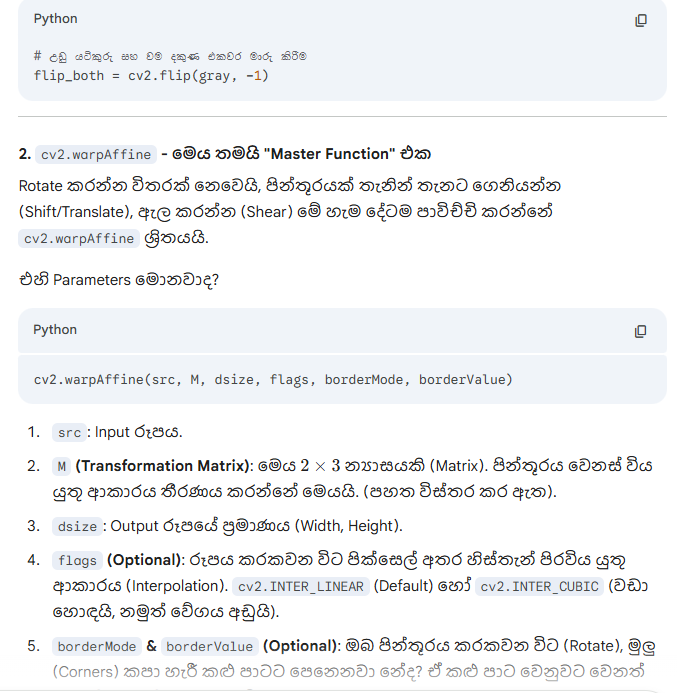 Python
# උඩු යටිකුරු සහ වම දකුණ එකවර මාරු කිරීම
flip_both = cv2.flip(gray, -1)
2. cv2.warpAffine - මෙය තමයි "Master Function" එක
Rotate කරන්න විතරක් නෙවෙයි, පින්තූරයක් තැනින් තැනට ගෙනියන්න
(Shift/Translate), ඇල කරන්න (Shear) මේ හැම දේටම පාවිච්චි කරන්නේ
cv2.warpAffine ශ්‍රිතයයි.
එහි Parameters මොනවාද?
Python
cv2.warpAffine(src, M, dsize, flags, borderMode, borderValue)
1. src: Input රූපය.
2. M (Transformation Matrix): මෙය 2 × 3 න්‍යාසයකි (Matrix). පින්තූරය වෙනස් විය
යුතු ආකාරය තීරණය කරන්නේ මෙයයි. (පහත විස්තර කර ඇත).
3. dsize: Output රූපයේ ප්‍රමාණය (Width, Height).
4. flags (Optional): රූපය කරකවන විට පික්සෙල් අතර හිස්තැන් පිරවිය යුතු
ආකාරය (Interpolation). cv2.INTER_LINEAR (Default) හෝ cv2.INTER_CUBIC (වඩා
හොඳයි, නමුත් වේගය අඩුයි).
5. borderMode & borderValue (Optional): ඔබ පින්තූරය කරකවන විට (Rotate), මුලු
(Corners) කපා හැරී කළු පාටට පෙනෙනවා නේද? ඒ කළු පාට වෙනුවට වෙනත්